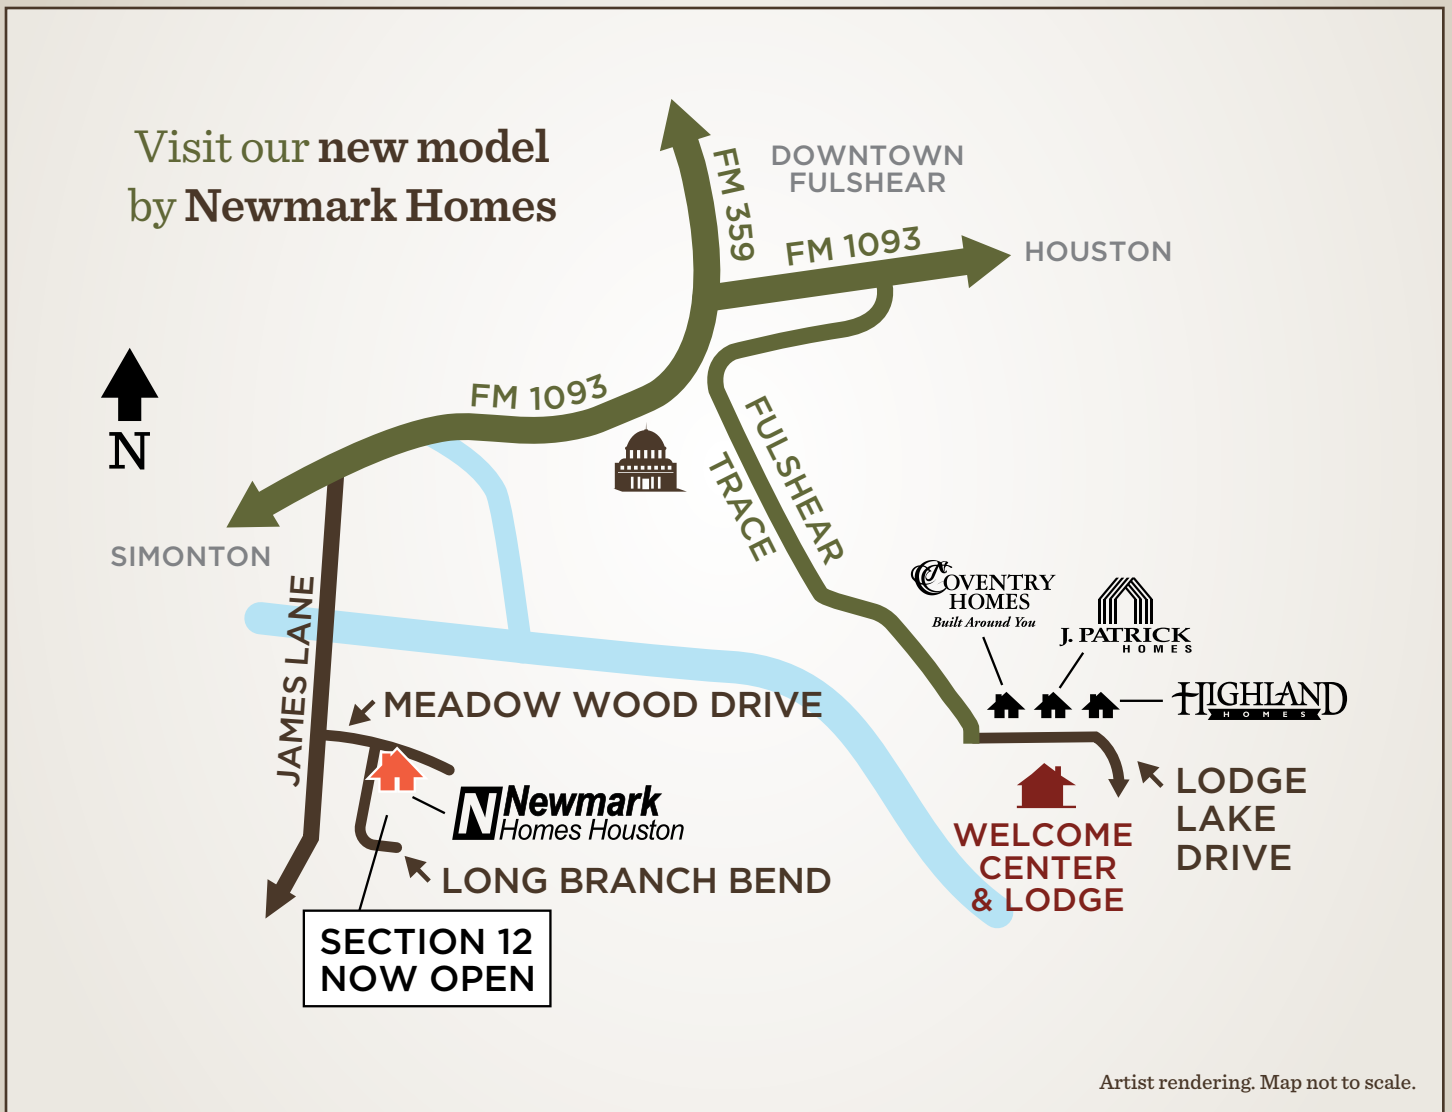 Visit our new model
by Newmark Homes
FM 359
DOWNTOWN
FULSHEAR
FM 1093
HOUSTON
FM 1093
N
SIMONTON
FULSHEAR
TRACE
COVENTRY
HOMES
Built Around You
J. PATRICK
HOMES
HIGHLAND
HOMES
JAMES LANE
MEADOW WOOD DRIVE
N Newmark
Homes Houston
LONG BRANCH BEND
SECTION 12
NOW OPEN
WELCOME
CENTER
& LODGE
LODGE
LAKE
DRIVE
Artist rendering. Map not to scale.